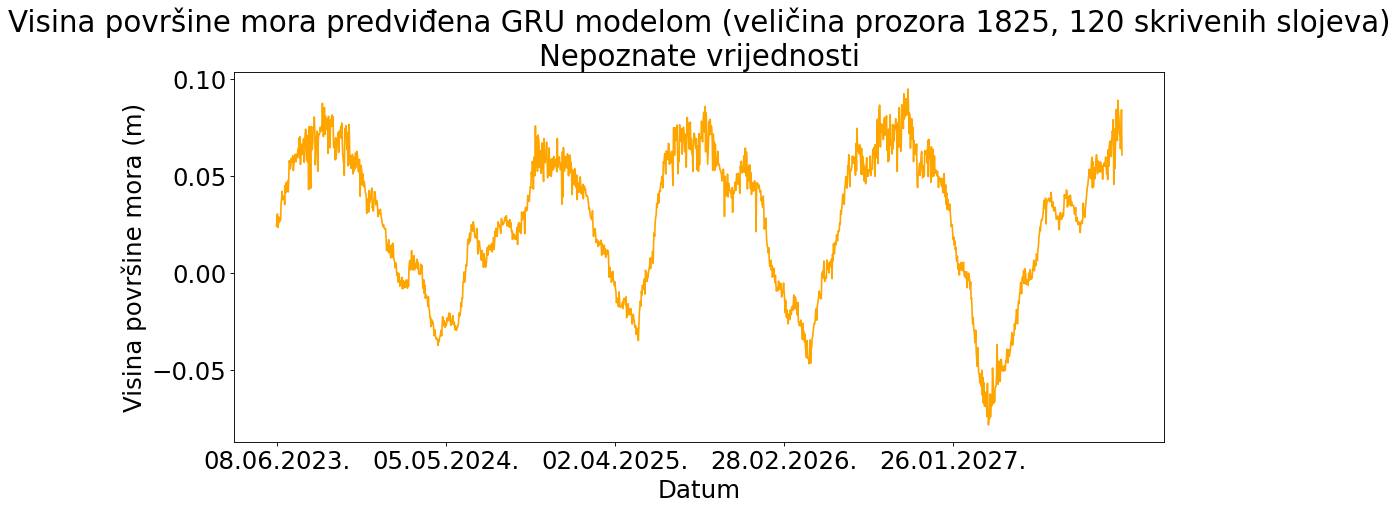 Visina površine mora predviđena GRU modelom (veličina prozora 1825, 120 skrivenih slojeva)
Nepoznate vrijednosti
Visina površine mora (m)
0.10
0.05
0.00
−0.05
08.06.2023. 05.05.2024. 02.04.2025. 28.02.2026. 26.01.2027.
Datum